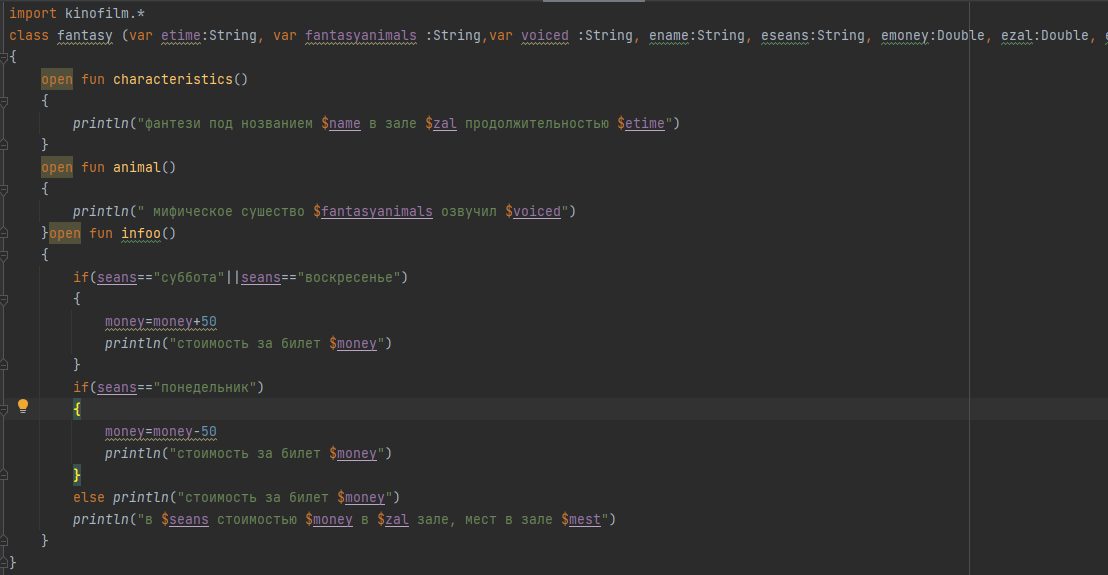 import kinofilm.*
class fantasy (var etime:String, var fantasyanimals :String,var voiced :String, ename:String, eseans:String, emoney:Double, ezal:Double,
{
open fun characteristics()
{
println("фантези под нозванием $name в зале $zal продолжительностью $etime")
}
open fun animal()
{
println(" мифическое сушество $fantasyanimals озвучил $voiced")
}open fun infoo()
{
if(seans=="суббота"||seans=="воскресенье")
{
money=money+50
println("стоимость за билет $money")
}
if(seans=="понедельник")
{
money=money-50
println("стоимость за билет $money")
}
else println("стоимость за билет $money")
println("в $seans стоимостью $money в $zal зале, мест в зале $mest")
}
}